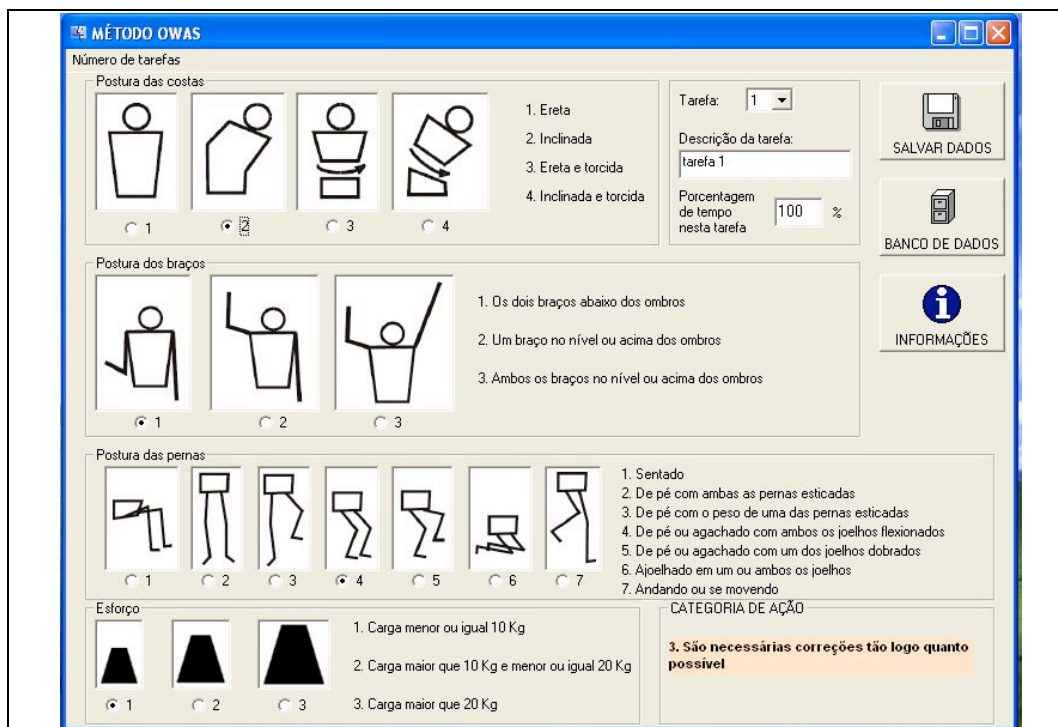 MÉTODO OWAS
Número de tarefas
Postura das costas
1. Ereta
2. Inclinada
3. Ereta e torcida
4. Inclinada e torcida
1 2 3 4
Tarefa: 1
Descrição da tarefa:
tarefa 1
Porcentagem
de tempo
nesta tarefa
100 %
SALVAR DADOS
BANCO DE DADOS
INFORMAÇÕES
Postura dos braços
1. Os dois braços abaixo dos ombros
2. Um braço no nível ou acima dos ombros
3. Ambos os braços no nível ou acima dos ombros
1 2 3
Postura das pernas
1. Sentado
2. De pé com ambas as pernas esticadas
3. De pé com o peso de uma das pernas esticadas
4. De pé ou agachado com ambos os joelhos flexionados
5. De pé ou agachado com um dos joelhos dobrados
6. Ajoelhado em um ou ambos os joelhos
7. Andando ou se movendo
1 2 3 4 5 6 7
Esforço
1. Carga menor ou igual 10 Kg
2. Carga maior que 10 Kg e menor ou igual 20 Kg
3. Carga maior que 20 Kg
1 2 3
CATEGORIA DE AÇÃO
3. São necessárias correções tão logo quanto
possível